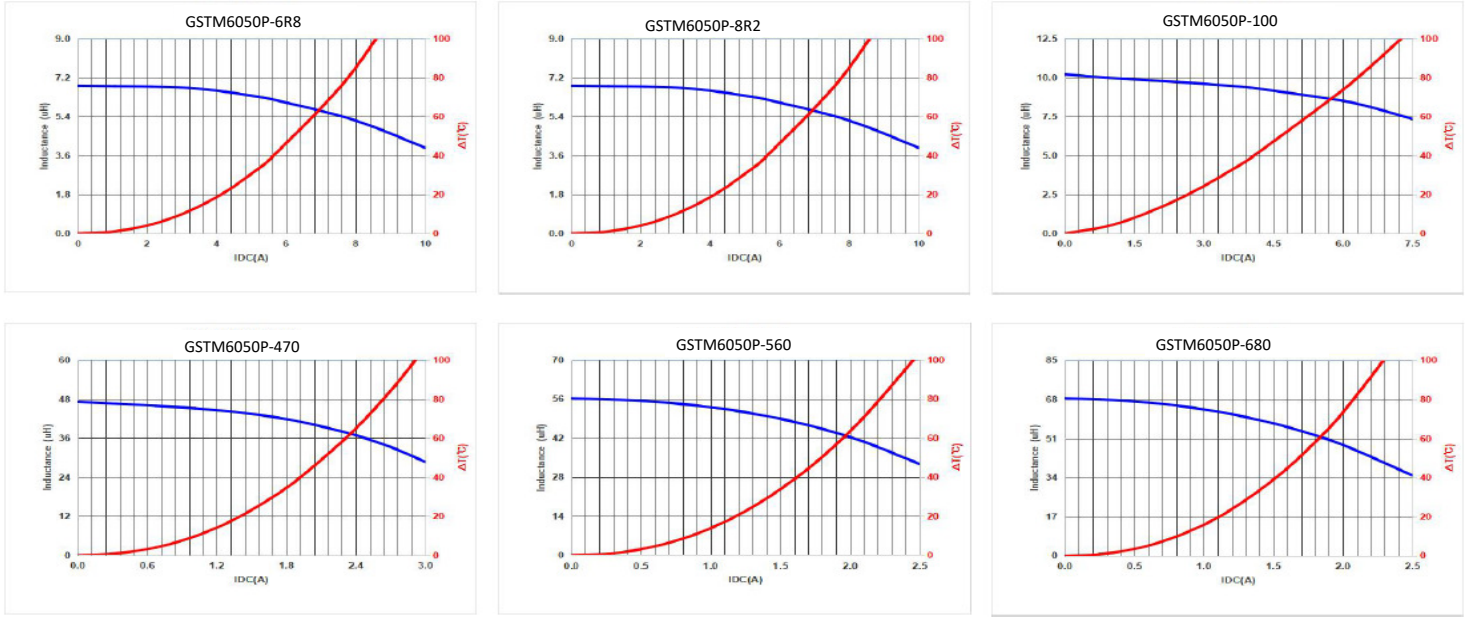 GSTM6050P-6R8
9.0 7.2 5.4 3.6 1.8 0.0
Inductance (uH)
100 80 60 40 20 0
ΔT(℃)
0 2 4 6 8 10
IDC(A)
GSTM6050P-8R2
9.0 7.2 5.4 3.6 1.8 0.0
Inductance (uH)
100 80 60 40 20 0
ΔT(℃)
0 2 4 6 8 10
IDC(A)
GSTM6050P-100
12.5 10.0 7.5 5.0 2.5 0.0
Inductance (uH)
100 80 60 40 20 0
ΔT(℃)
0.0 1.5 3.0 4.5 6.0 7.5
IDC(A)
GSTM6050P-470
60 48 36 24 12 0
Inductance (uH)
100 80 60 40 20 0
ΔT(℃)
0.0 0.6 1.2 1.8 2.4 3.0
IDC(A)
GSTM6050P-560
70 56 42 28 14 0
Inductance (uH)
100 80 60 40 20 0
ΔT(℃)
0.0 0.5 1.0 1.5 2.0 2.5
IDC(A)
GSTM6050P-680
85 68 51 34 17 0
Inductance (uH)
100 80 60 40 20 0
ΔT(℃)
0.0 0.5 1.0 1.5 2.0 2.5
IDC(A)